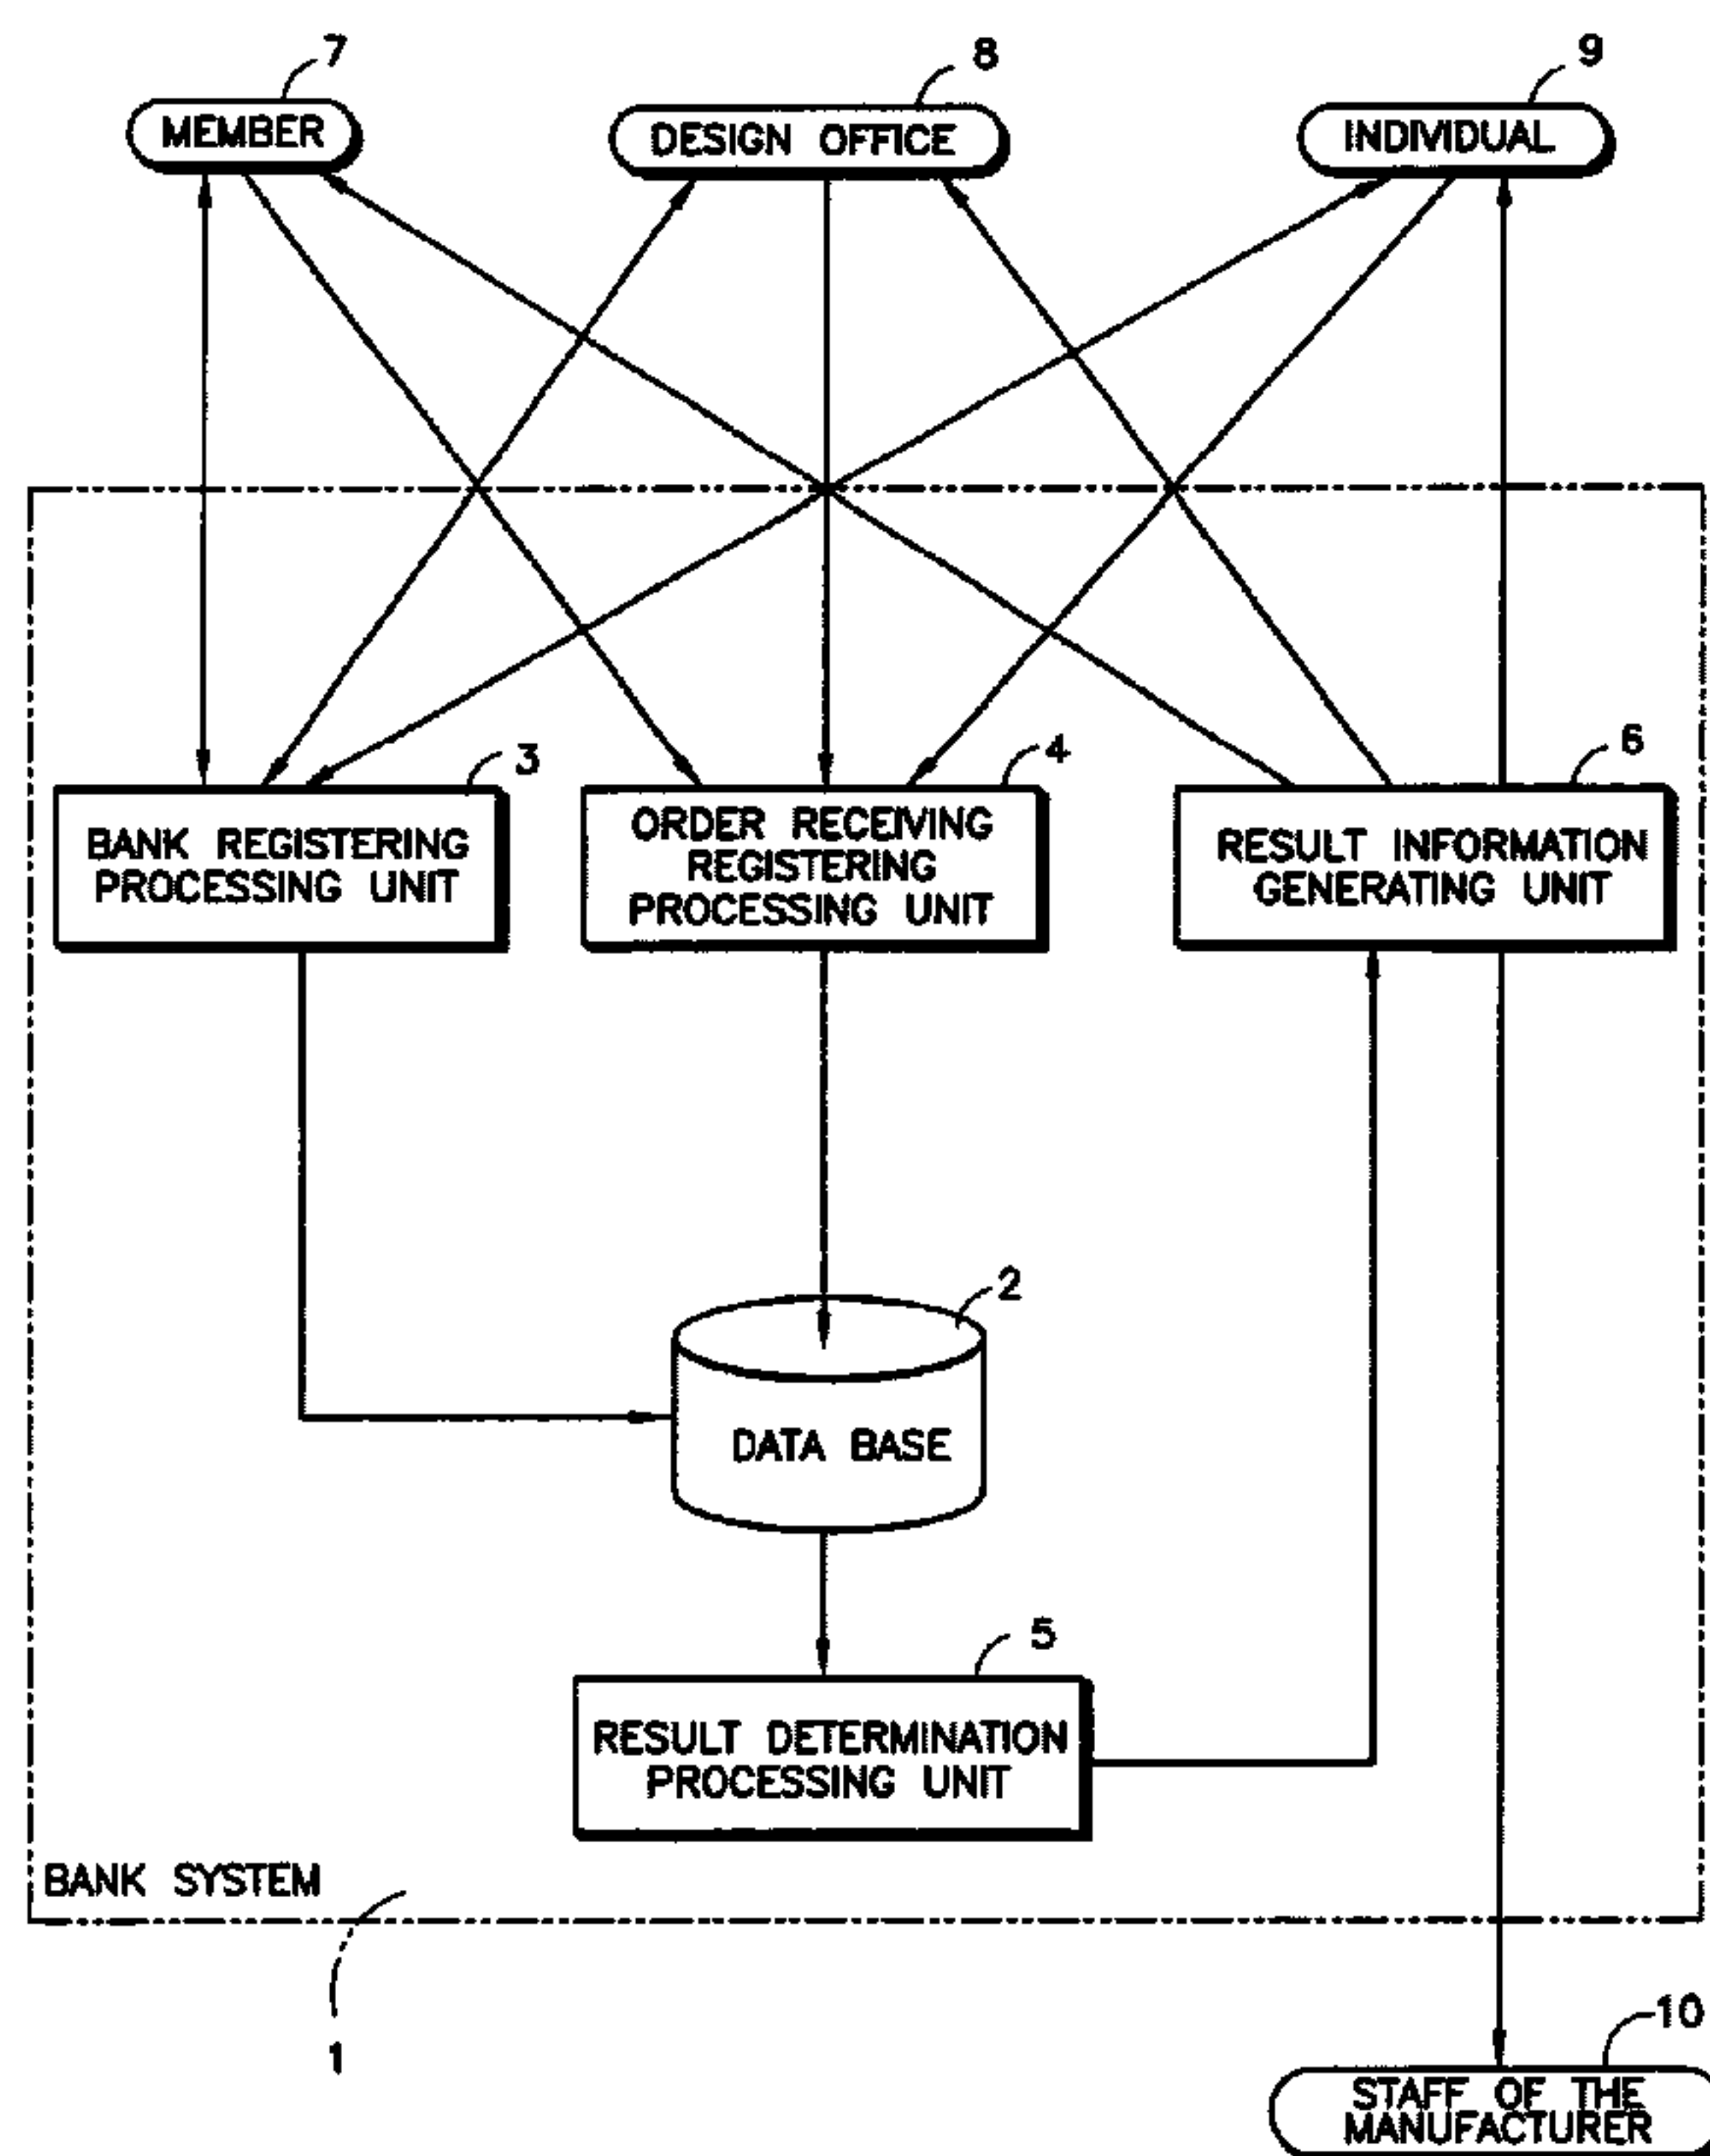 7
8
9
MEMBER
DESIGN OFFICE
INDIVIDUAL
3
4
6
BANK REGISTERING
PROCESSING UNIT
ORDER RECEIVING
REGISTERING
PROCESSING UNIT
RESULT INFORMATION
GENERATING UNIT
2
DATA BASE
5
RESULT DETERMINATION
PROCESSING UNIT
BANK SYSTEM
1
10
STAFF OF THE
MANUFACTURER